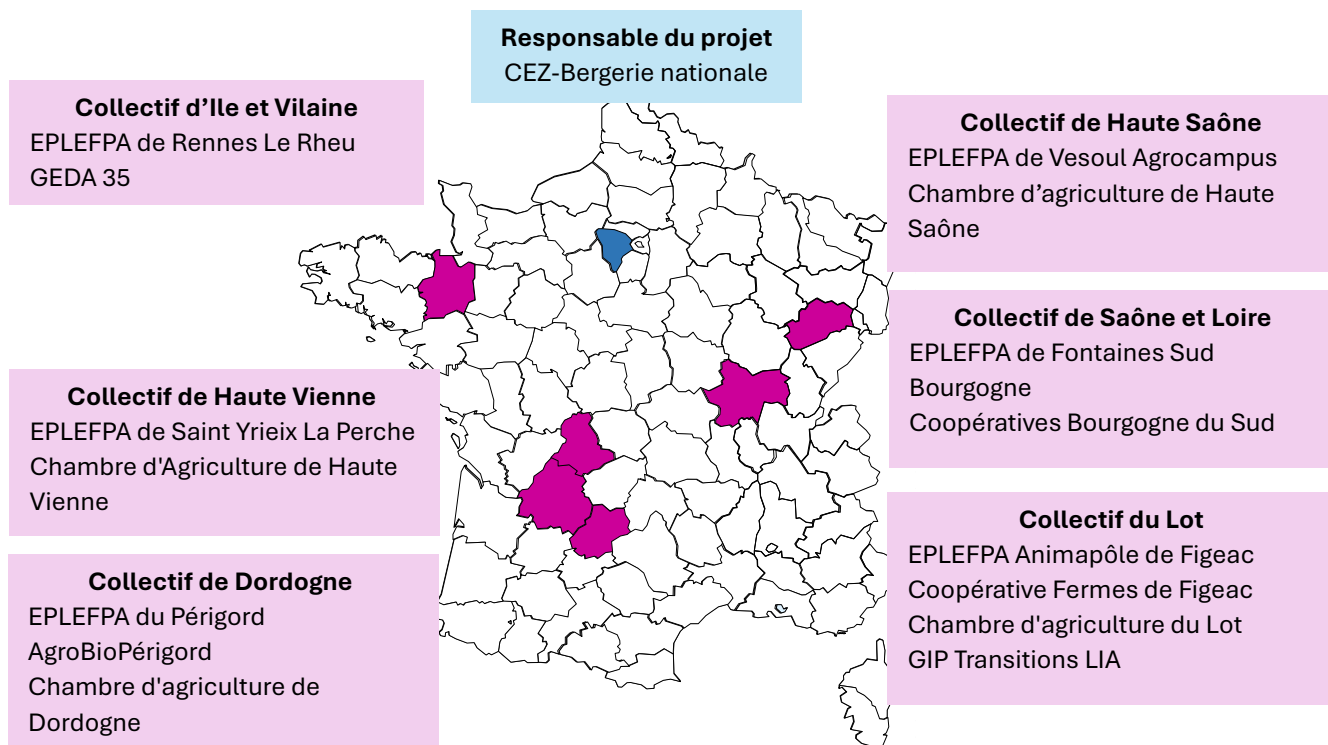 Responsable du projet
CEZ-Bergerie nationale
Collectif d’Ile et Vilaine
EPLEFPA de Rennes Le Rheu
GEDA 35
Collectif de Haute Vienne
EPLEFPA de Saint Yrieix La Perche
Chambre d'Agriculture de Haute
Vienne
Collectif de Dordogne
EPLEFPA du Périgord
AgroBioPérigord
Chambre d'agriculture de
Dordogne
Collectif de Haute Saône
EPLEFPA de Vesoul Agrocampus
Chambre d’agriculture de Haute
Saône
Collectif de Saône et Loire
EPLEFPA de Fontaines Sud
Bourgogne
Coopératives Bourgogne du Sud
Collectif du Lot
EPLEFPA Animapôle de Figeac
Coopérative Fermes de Figeac
Chambre d'agriculture du Lot
GIP Transitions LIA